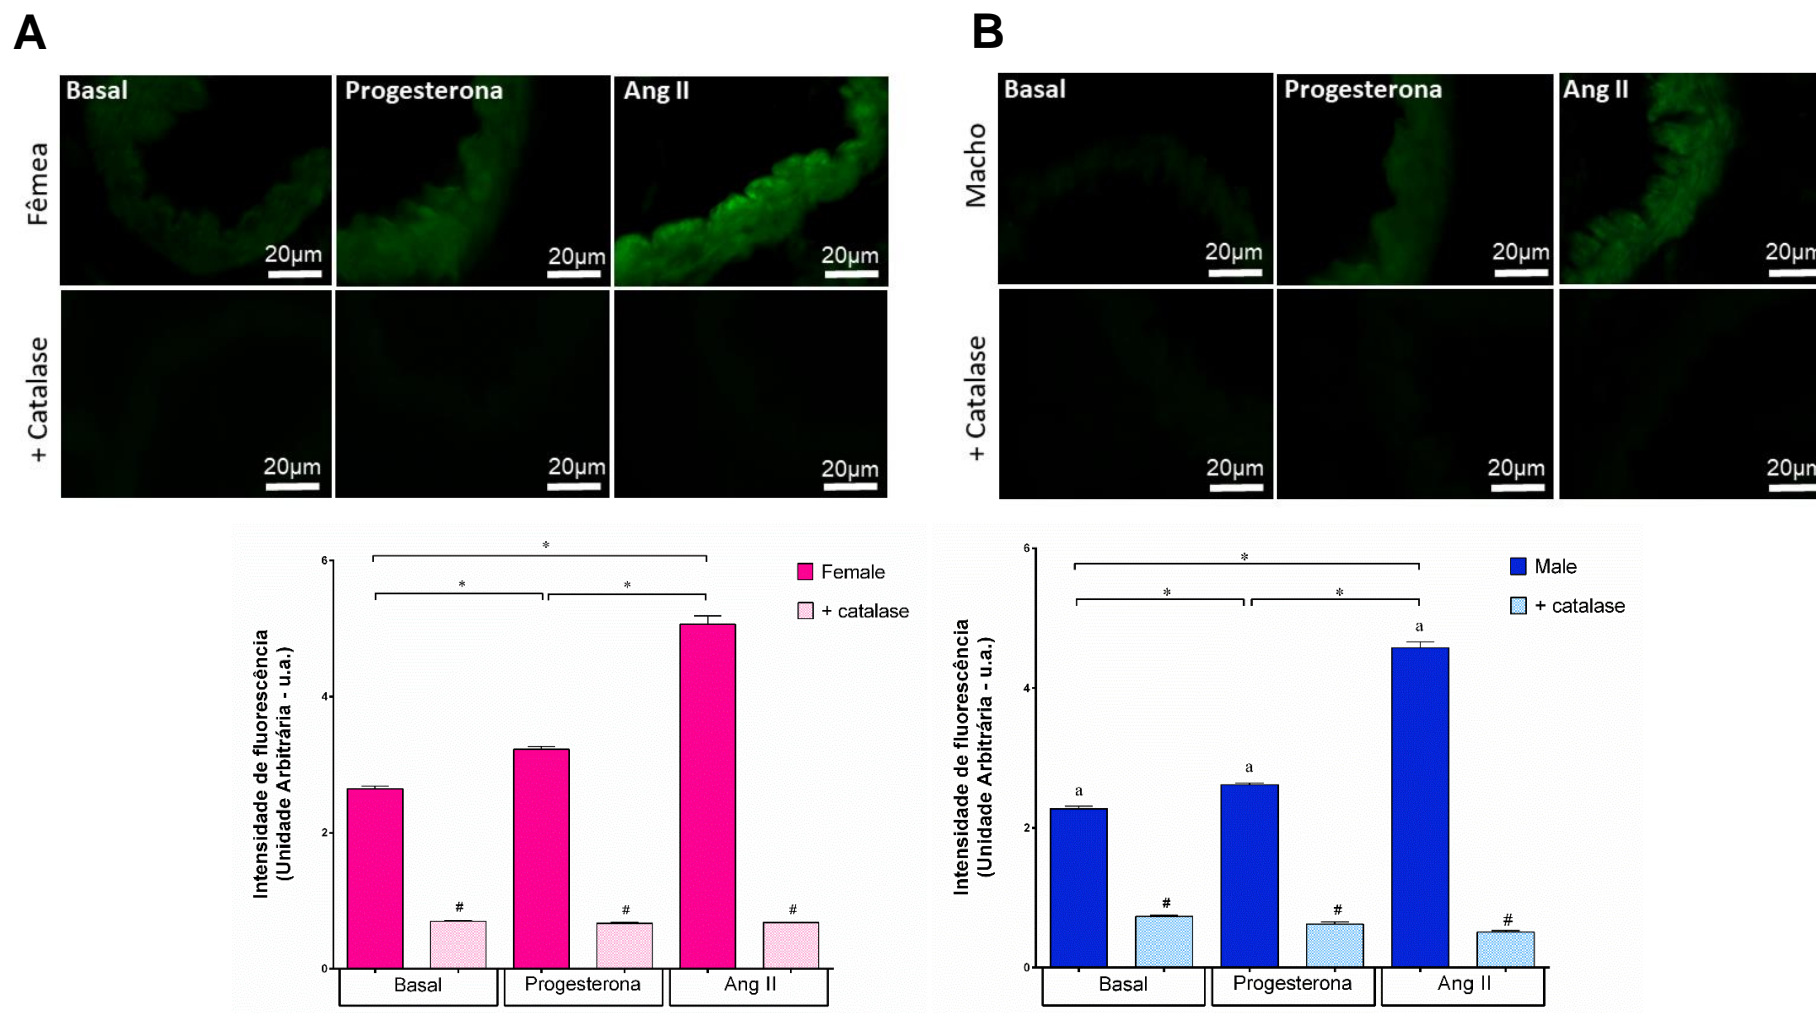 A
B
Basal
Progesterona
Ang II
Fêmea
20µm
20µm
20µm
+ Catalase
20µm
20µm
20µm
Basal
Progesterona
Ang II
Macho
20µm
20µm
20µm
+ Catalase
20µm
20µm
20µm
Intensidade de fluorescência
(Unidade Arbitrária - u.a.)
6
4
2
0
*
*
*
#
#
#
Female
+ catalase
Basal
Progesterona
Ang II
Intensidade de fluorescência
(Unidade Arbitrária - u.a.)
6
4
2
0
*
*
*
a
a
a
#
#
#
Male
+ catalase
Basal
Progesterona
Ang II